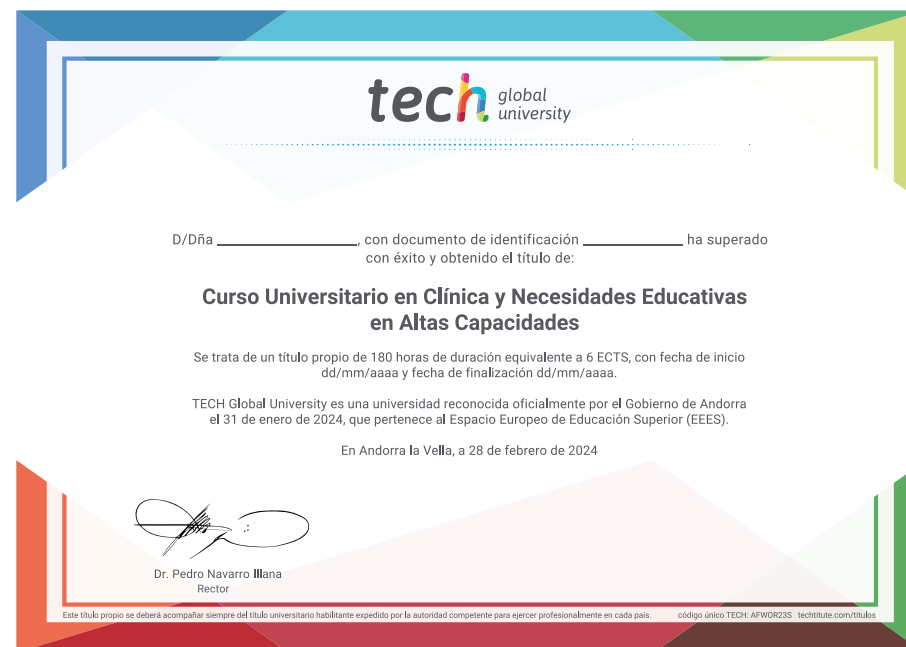 tech global university
D/Dña ________________, con documento de identificación ____________ ha superado
con éxito y obtenido el título de:
Curso Universitario en Clínica y Necesidades Educativas
en Altas Capacidades
Se trata de un título propio de 180 horas de duración equivalente a 6 ECTS, con fecha de inicio
dd/mm/aaaa y fecha de finalización dd/mm/aaaa.
TECH Global University es una universidad reconocida oficialmente por el Gobierno de Andorra
el 31 de enero de 2024, que pertenece al Espacio Europeo de Educación Superior (EEES).
En Andorra la Vella, a 28 de febrero de 2024
Dr. Pedro Navarro Illana
Rector
Este título propio se deberá acompañar siempre del título universitario habilitante expedido por la autoridad competente para ejercer profesionalmente en cada país. código único TECH: AFWOR23S techtitute.com/titulos